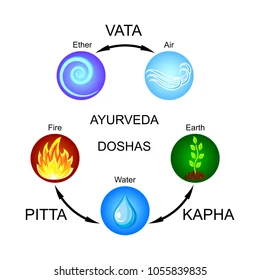 VATA
Ether Air
AYURVEDA
DOSHAS
Fire Earth
Water
PITTA KAPHA
shutterstock.com · 1055839835